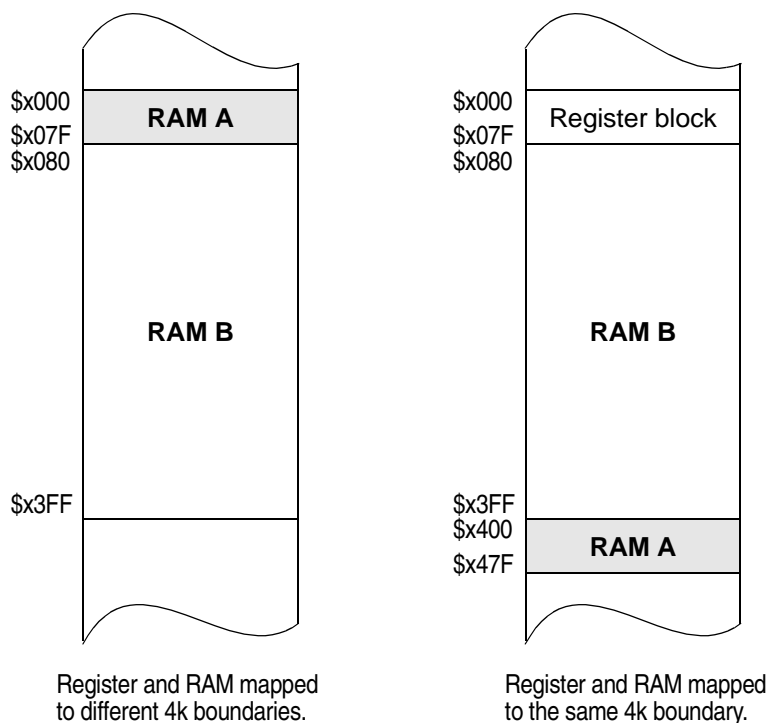 $x000
RAM A
$x07F
$x080
RAM B
$x3FF
Register and RAM mapped
to different 4k boundaries.
$x000
Register block
$x07F
$x080
RAM B
$x3FF
$x400
RAM A
$x47F
Register and RAM mapped
to the same 4k boundary.